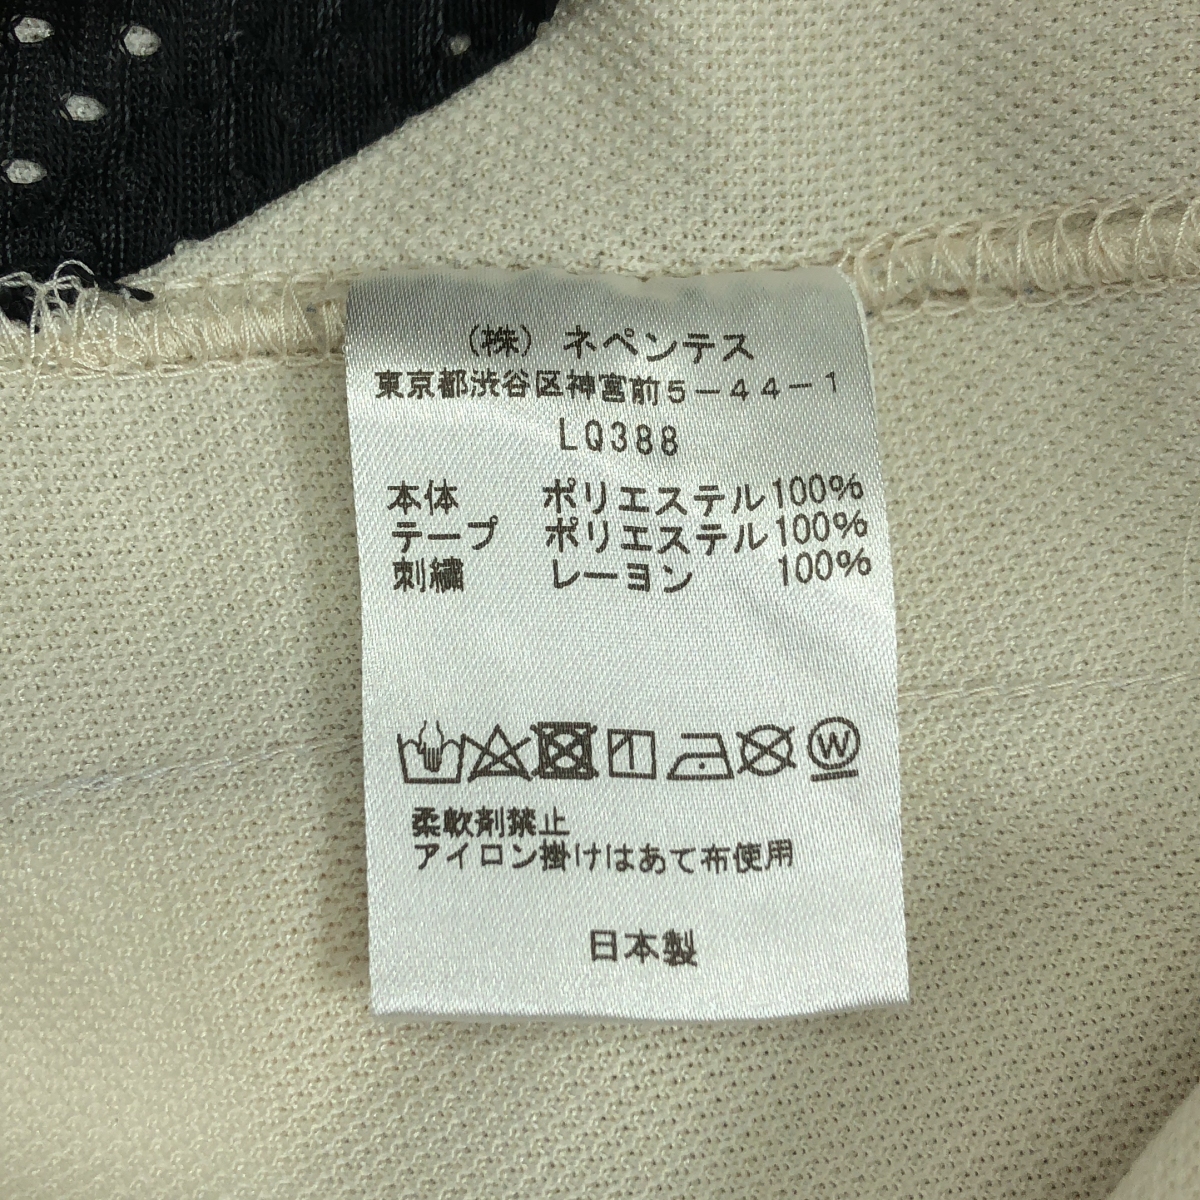 (株) ネペンテス
東京都渋谷区神宮前5-44-1
LQ388
本体 ポリエステル100%
テープ ポリエステル100%
刺繍 レーヨン 100%
W
柔軟剤禁止
アイロン掛けはあて布使用
日本製